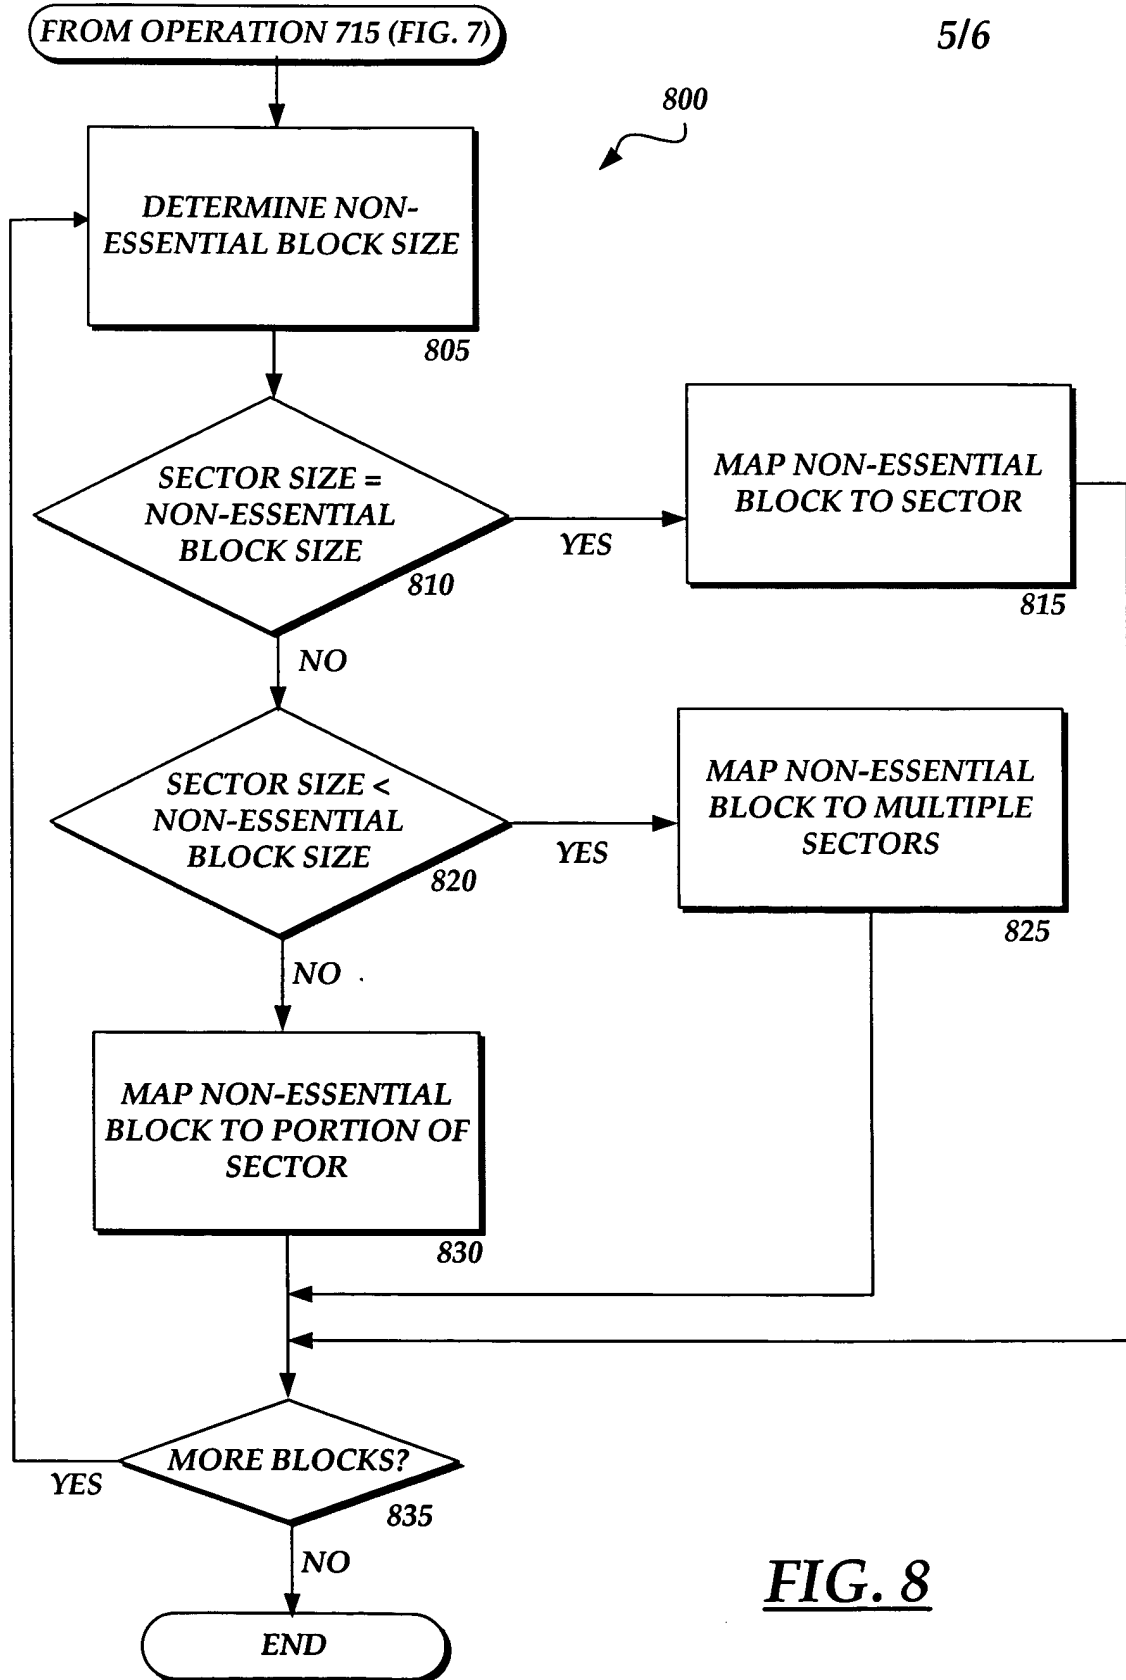 FROM OPERATION 715 (FIG. 7)
5/6
800
DETERMINE NON-
ESSENTIAL BLOCK SIZE
805
SECTOR SIZE =
NON-ESSENTIAL
BLOCK SIZE
810
YES
MAP NON-ESSENTIAL
BLOCK TO SECTOR
815
NO
SECTOR SIZE <
NON-ESSENTIAL
BLOCK SIZE
820
YES
MAP NON-ESSENTIAL
BLOCK TO MULTIPLE
SECTORS
825
NO
MAP NON-ESSENTIAL
BLOCK TO PORTION OF
SECTOR
830
MORE BLOCKS?
YES
835
NO
END
FIG. 8